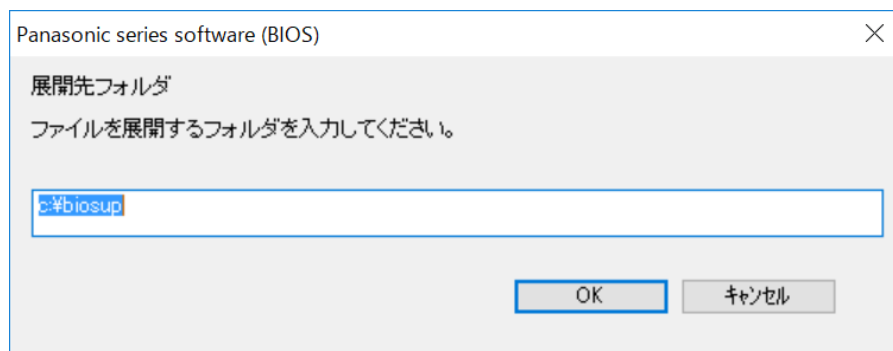 Panasonic series software (BIOS)
展開先フォルダ
ファイルを展開するフォルダを入力してください。
c:¥biosup
OK
キャンセル